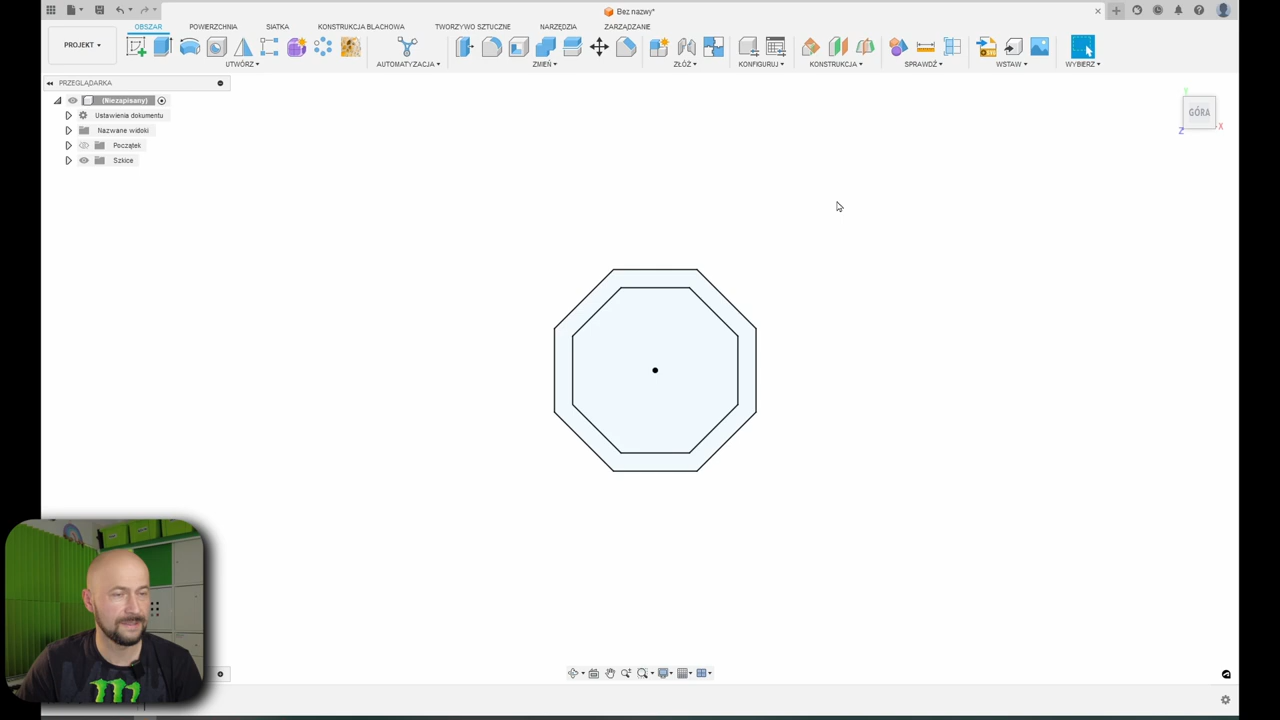 Bez nazwy*
PROJEKT
OBSZAR
POWIERZCHNIA
SIATKA
KONSTRUKCJA BLACHOWA
TWORZYWO SZTUCZNE
NARZĘDZIA
ZARZĄDZANIE
UTWÓRZ
AUTOMATYZACJA
ZMIEŃ
ZŁÓŻ
KONFIGURUJ
KONSTRUKCJA
SPRAWDŹ
WSTAW
WYBIERZ
PRZEGLĄDARKA
(Niezapisany)
Ustawienia dokumentu
Nazwane widoki
Początek
Szkice
Y
GÓRA
X
Z